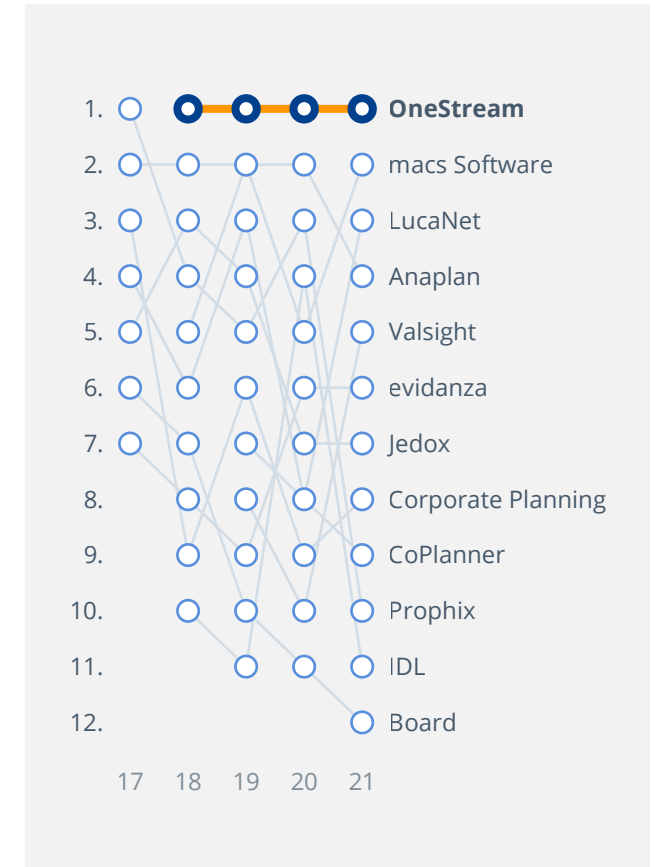 1. OneStream
2. macs Software
3. LucaNet
4. Anaplan
5. Valsight
6. evidanza
7. Jedox
8. Corporate Planning
9. CoPlanner
10. Prophix
11. IDL
12. Board
17 18 19 20 21